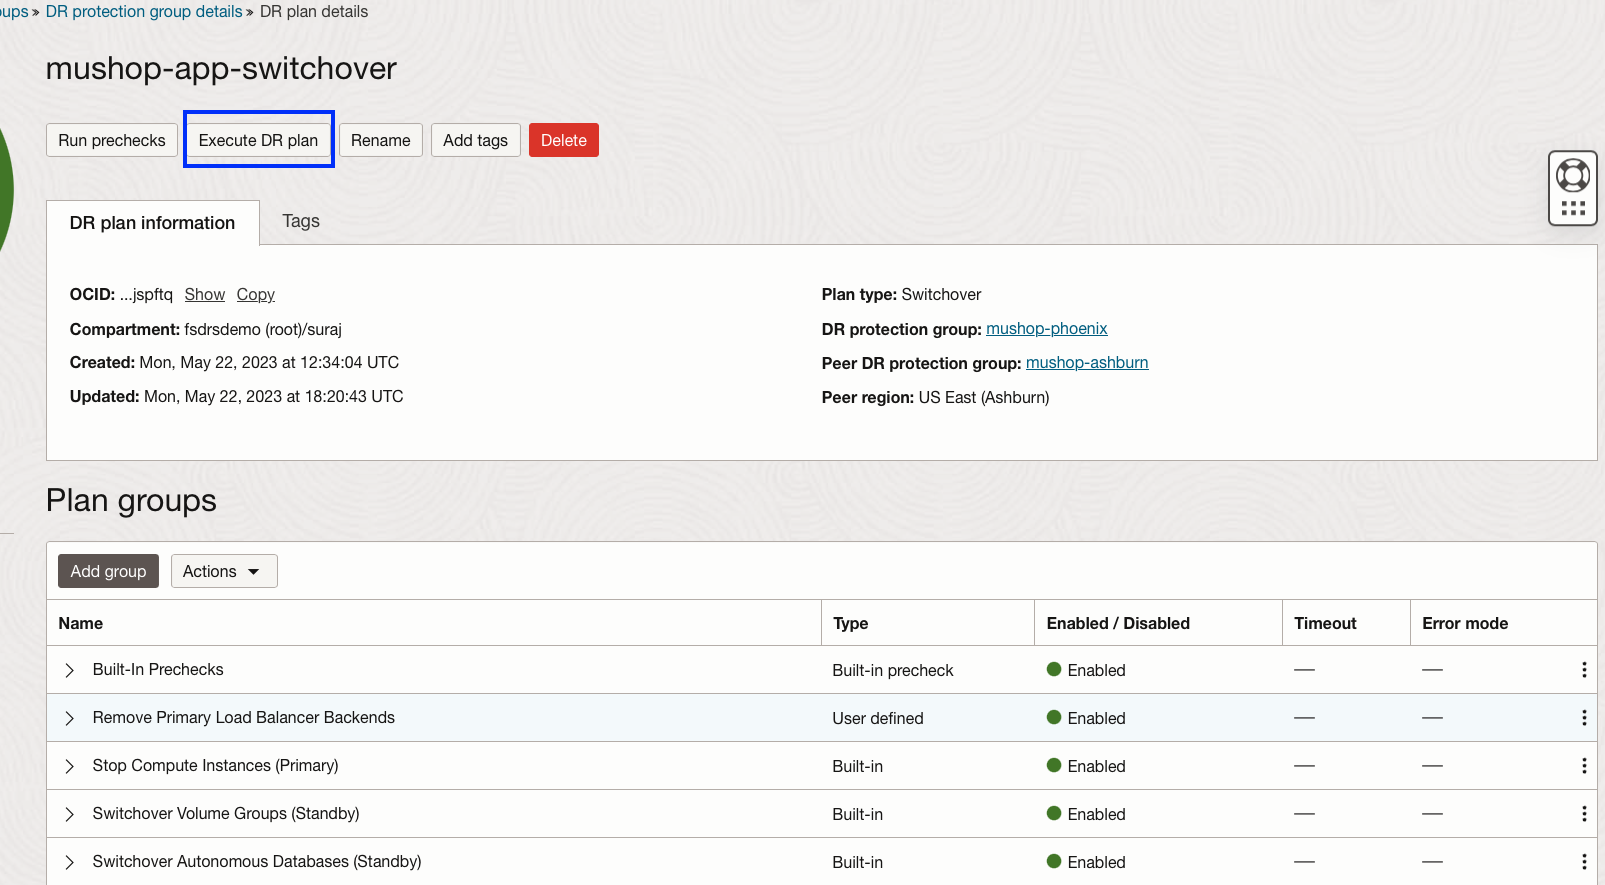 » DR protection group details » DR plan details
mushop-app-switchover
Run prechecks Execute DR plan Rename Add tags Delete
DR plan information Tags
OCID: ...jspftq Show Copy
Compartment: fsdrsdemo (root)/suraj
Created: Mon, May 22, 2023 at 12:34:04 UTC
Updated: Mon, May 22, 2023 at 18:20:43 UTC
Plan type: Switchover
DR protection group: mushop-phoenix
Peer DR protection group: mushop-ashburn
Peer region: US East (Ashburn)
Plan groups
Add group Actions
Name Type Enabled / Disabled Timeout Error mode
Built-In Prechecks Built-in precheck Enabled — —
Remove Primary Load Balancer Backends User defined Enabled — —
Stop Compute Instances (Primary) Built-in Enabled — —
Switchover Volume Groups (Standby) Built-in Enabled — —
Switchover Autonomous Databases (Standby) Built-in Enabled — —